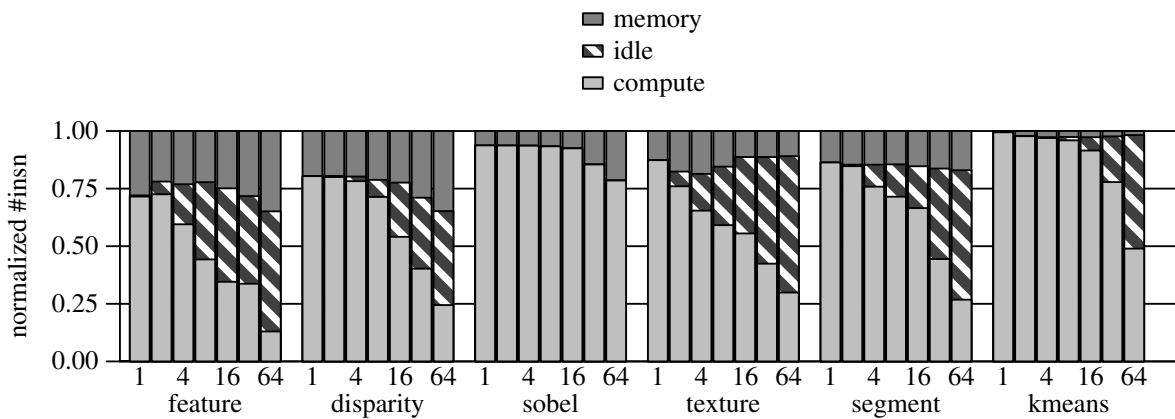 memory
idle
compute
normalized #insn
1.00
0.75
0.50
0.25
0.00
1 4 16 64 1 4 16 64 1 4 16 64 1 4 16 64 1 4 16 64 1 4 16 64
feature disparity sobel texture segment kmeans